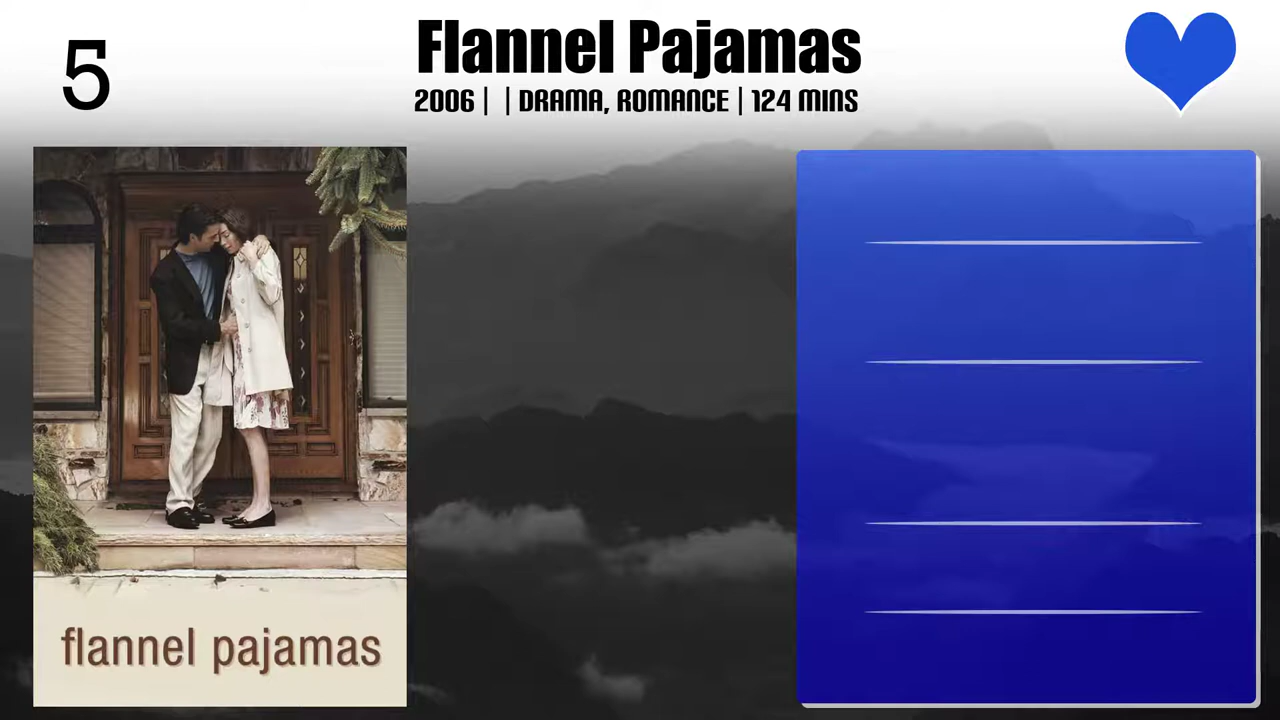 5
Flannel Pajamas
2006 | | DRAMA, ROMANCE | 124 MINS
flannel pajamas